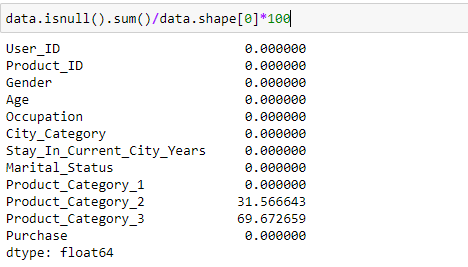 data.isnull().sum()/data.shape[0]*100
User_ID 0.000000
Product_ID 0.000000
Gender 0.000000
Age 0.000000
Occupation 0.000000
City_Category 0.000000
Stay_In_Current_City_Years 0.000000
Marital_Status 0.000000
Product_Category_1 0.000000
Product_Category_2 31.566643
Product_Category_3 69.672659
Purchase 0.000000
dtype: float64